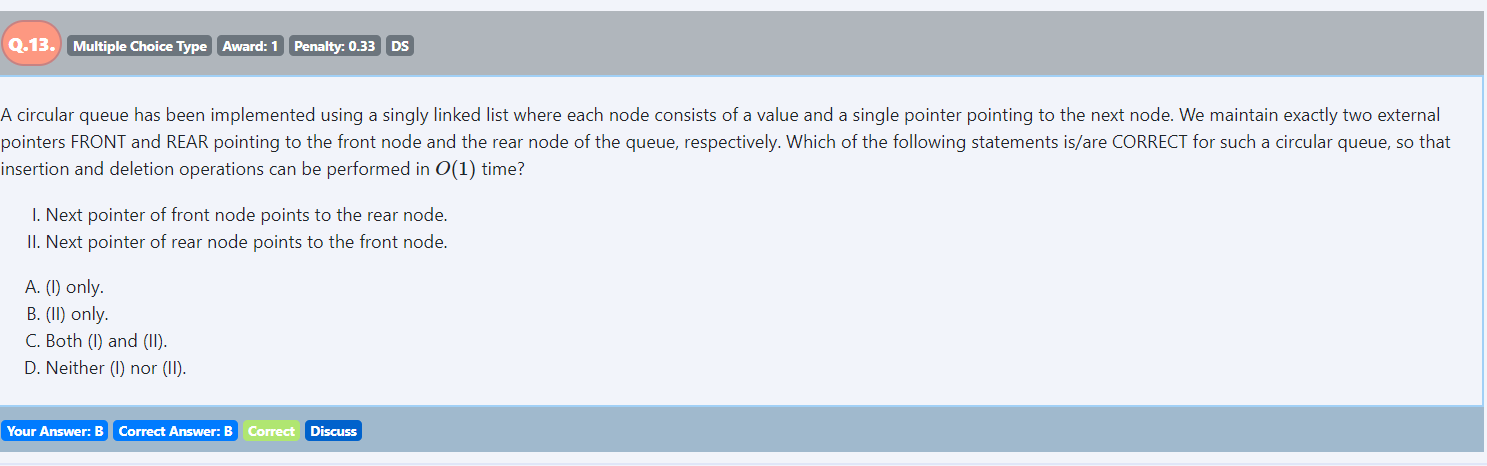 Q.13. Multiple Choice Type Award: 1 Penalty: 0.33 DS
A circular queue has been implemented using a singly linked list where each node consists of a value and a single pointer pointing to the next node. We maintain exactly two external
pointers FRONT and REAR pointing to the front node and the rear node of the queue, respectively. Which of the following statements is/are CORRECT for such a circular queue, so that
insertion and deletion operations can be performed in O(1) time?
I. Next pointer of front node points to the rear node.
II. Next pointer of rear node points to the front node.
A. (I) only.
B. (II) only.
C. Both (I) and (II).
D. Neither (I) nor (II).
Your Answer: B Correct Answer: B Correct Discuss